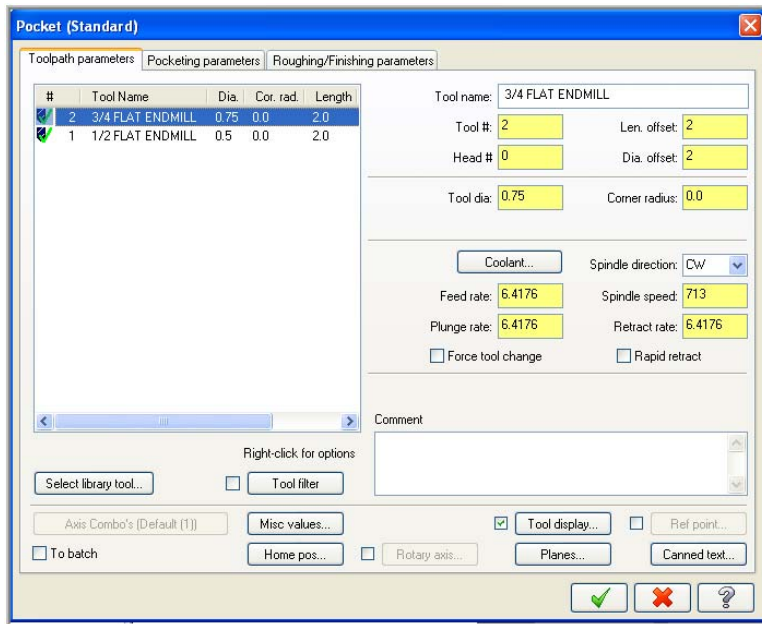 Pocket (Standard)
Toolpath parameters Pocketing parameters Roughing/Finishing parameters
# Tool Name Dia. Cor. rad. Length
2 3/4 FLAT ENDMILL 0.75 0.0 2.0
1 1/2 FLAT ENDMILL 0.5 0.0 2.0
Tool name: 3/4 FLAT ENDMILL
Tool #: 2 Len. offset: 2
Head # 0 Dia. offset: 2
Tool dia: 0.75 Corner radius: 0.0
Coolant... Spindle direction: CW
Feed rate: 6.4176 Spindle speed: 713
Plunge rate: 6.4176 Retract rate: 6.4176
Force tool change Rapid retract
Comment
Right-click for options
Select library tool... Tool filter
Axis Combo's (Default (1)) Misc values... Tool display... Ref point...
To batch Home pos... Rotary axis... Planes... Canned text...